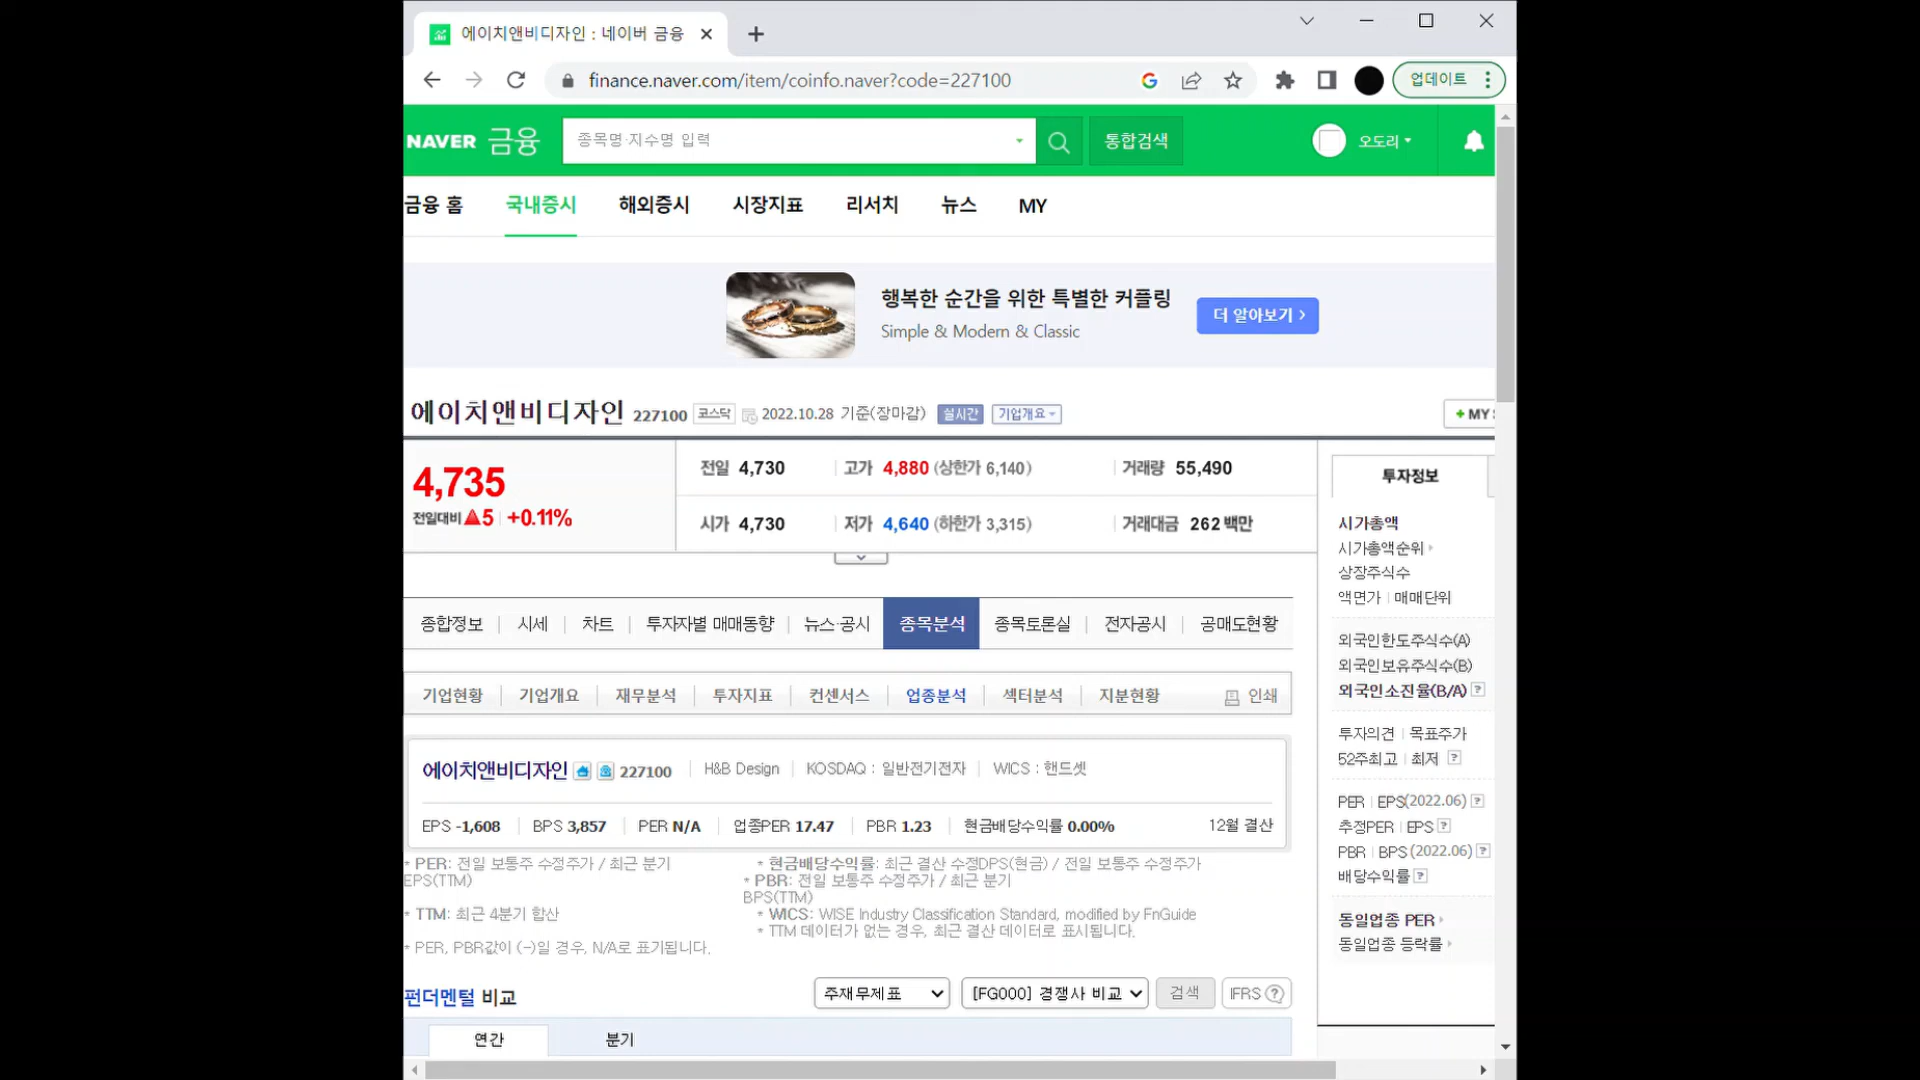 에이치앤비디자인 : 네이버 금융
finance.naver.com/item/coinfo.naver?code=227100
업데이트
NAVER 금융
종목명·지수명 입력
통합검색
오도리
금융 홈 국내증시 해외증시 시장지표 리서치 뉴스 MY
행복한 순간을 위한 특별한 커플링
Simple & Modern & Classic
더 알아보기
에이치앤비디자인 227100 코스닥 2022.10.28 기준(장마감) 실시간 기업개요
+ MY
4,735
전일대비 ▲5 +0.11%
전일 4,730 고가 4,880 (상한가 6,140) 거래량 55,490
시가 4,730 저가 4,640 (하한가 3,315) 거래대금 262 백만
투자정보
시가총액
시가총액순위
상장주식수
액면가 매매단위
외국인한도주식수(A)
외국인보유주식수(B)
외국인소진율(B/A) ?
투자의견 목표주가
52주최고 최저 ?
PER EPS(2022.06) ?
추정PER EPS ?
PBR BPS (2022.06) ?
배당수익률 ?
동일업종 PER
동일업종 등락률
종합정보 시세 차트 투자자별 매매동향 뉴스·공시 종목분석 종목토론실 전자공시 공매도현황
기업현황 기업개요 재무분석 투자지표 컨센서스 업종분석 섹터분석 지분현황 인쇄
에이치앤비디자인 227100 H&B Design KOSDAQ : 일반전기전자 WICS : 핸드셋
EPS -1,608 BPS 3,857 PER N/A 업종PER 17.47 PBR 1.23 현금배당수익률 0.00% 12월 결산
* PER: 전일 보통주 수정주가 / 최근 분기
EPS(TTM)
* TTM: 최근 4분기 합산
* PER, PBR값이 (-)일 경우, N/A로 표기됩니다.
* 현금배당수익률: 최근 결산 수정DPS(현금) / 전일 보통주 수정주가
* PBR: 전일 보통주 수정주가 / 최근 분기
BPS(TTM)
* WICS: WISE Industry Classification Standard, modified by FnGuide
* TTM 데이터가 없는 경우, 최근 결산 데이터로 표시됩니다.
펀더멘털 비교
주재무제표 [FG000] 경쟁사 비교 검색 IFRS ?
연간 분기